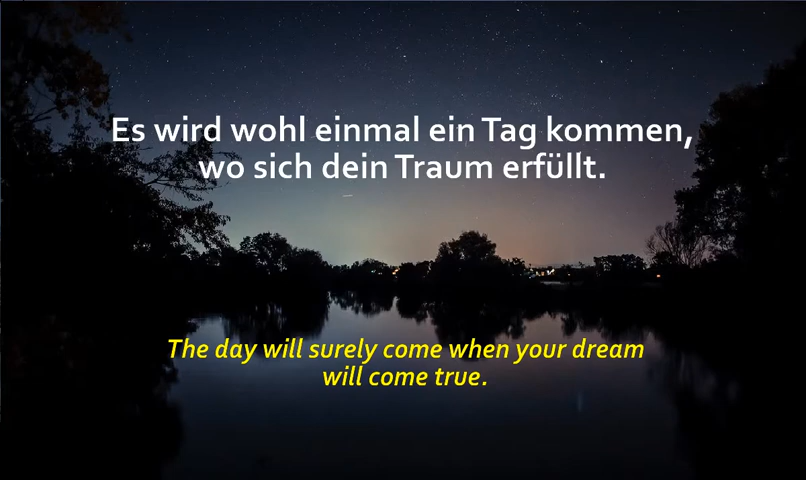 Es wird wohl einmal ein Tag kommen,
wo sich dein Traum erfüllt.
The day will surely come when your dream
will come true.